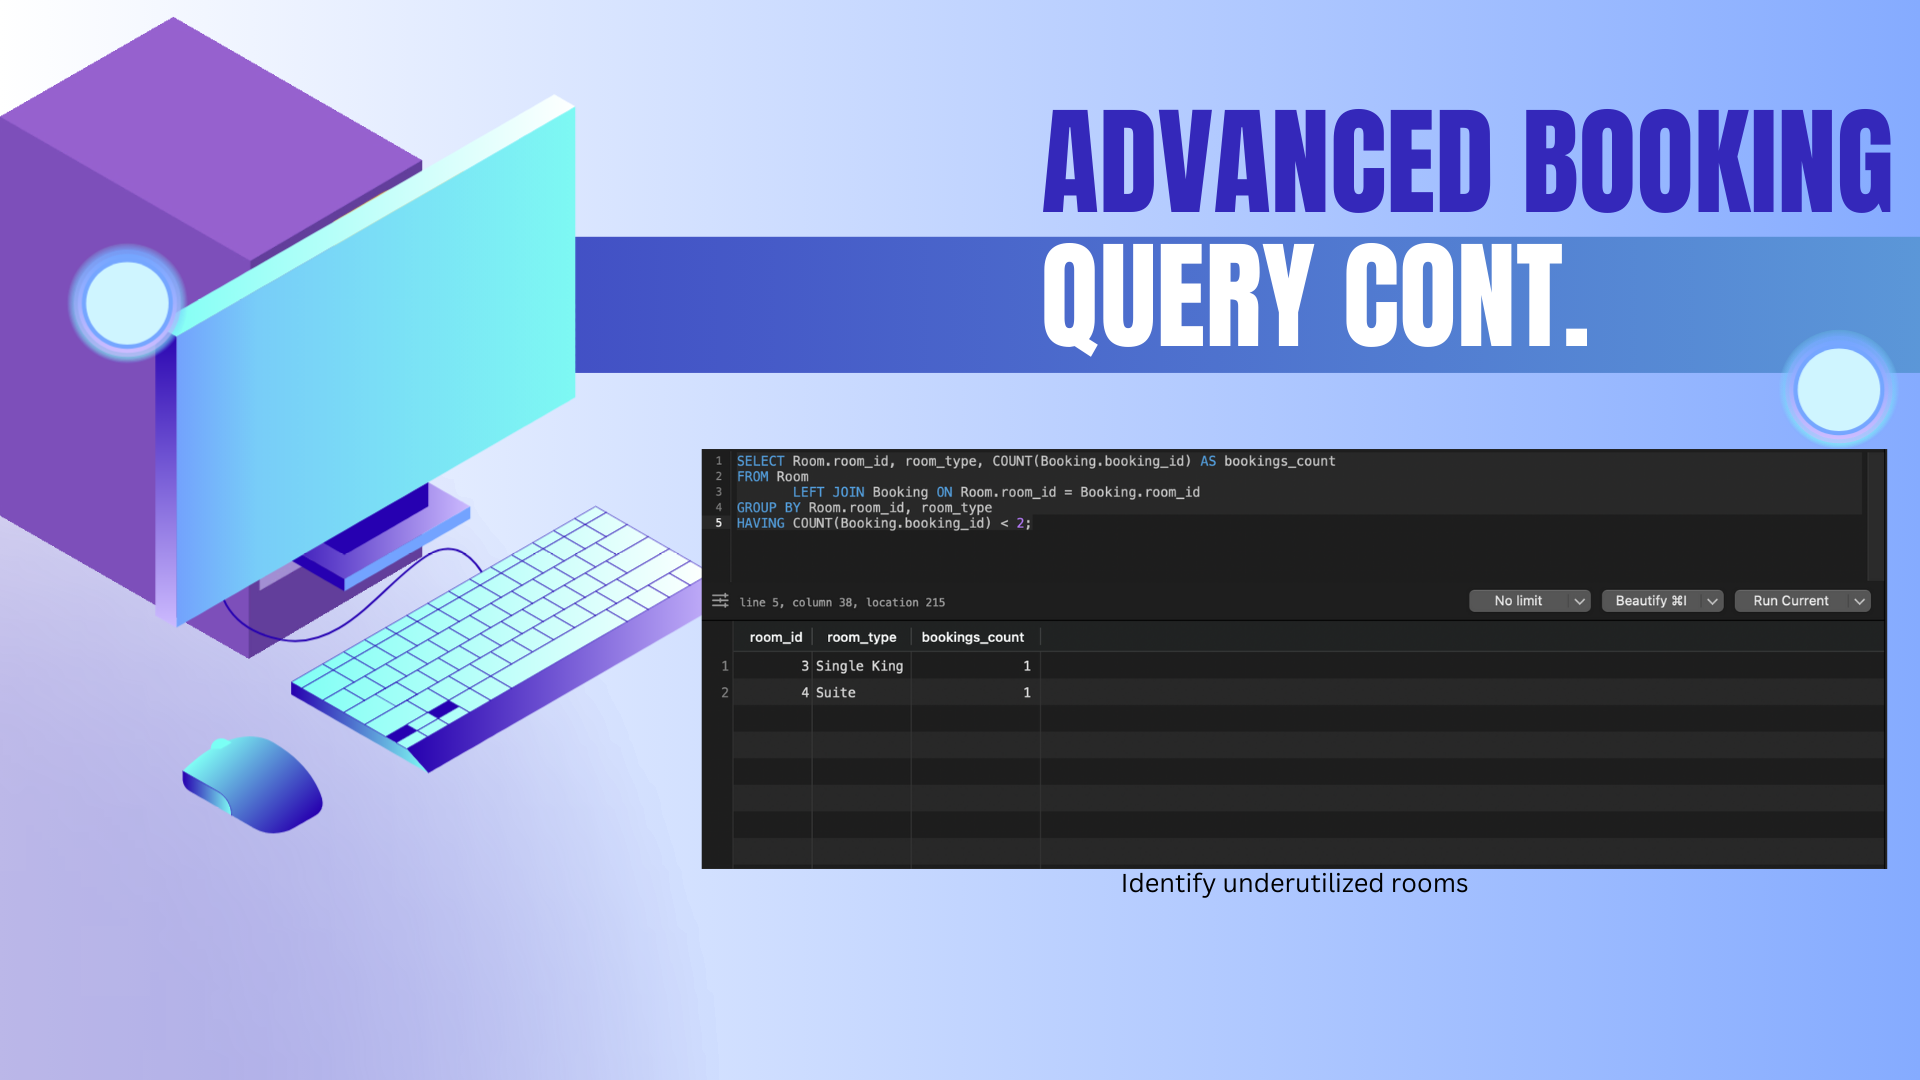 ADVANCED BOOKING
QUERY CONT.
1 SELECT Room.room_id, room_type, COUNT(Booking.booking_id) AS bookings_count
2 FROM Room
3 LEFT JOIN Booking ON Room.room_id = Booking.room_id
4 GROUP BY Room.room_id, room_type
5 HAVING COUNT(Booking.booking_id) < 2;
line 5, column 38, location 215 No limit Beautify ⌘I Run Current
room_id room_type bookings_count
1 3 Single King 1
2 4 Suite 1
Identify underutilized rooms